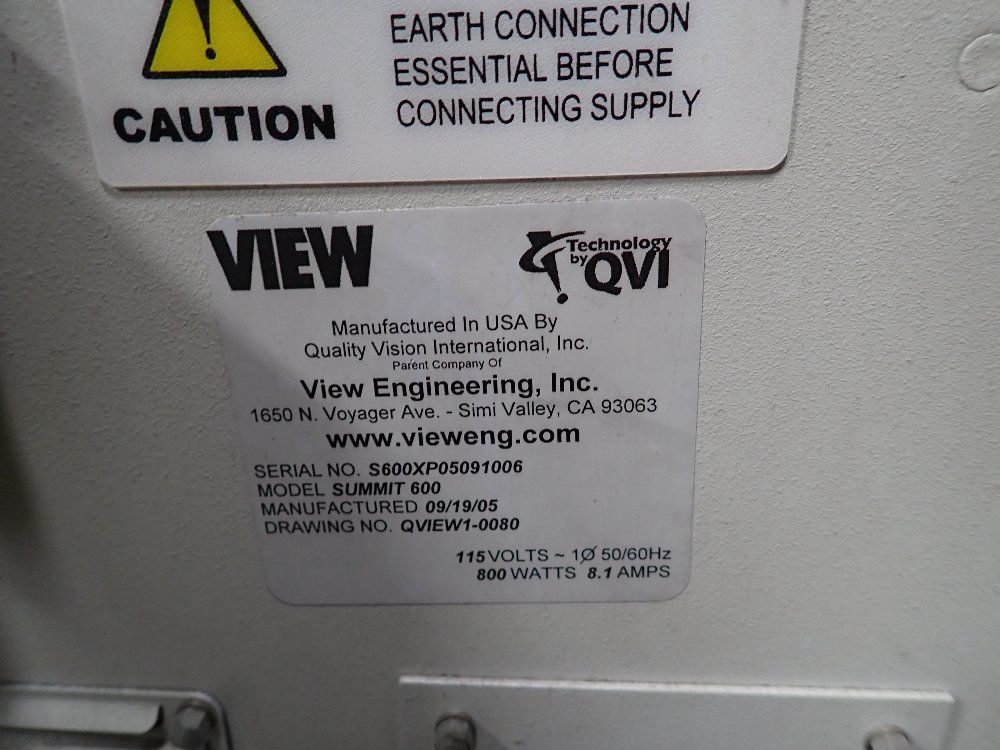 EARTH CONNECTION
ESSENTIAL BEFORE
CONNECTING SUPPLY
CAUTION
VIEW
Technology
by QVI
Manufactured In USA By
Quality Vision International, Inc.
Parent Company Of
View Engineering, Inc.
1650 N. Voyager Ave. - Simi Valley, CA 93063
www.vieweng.com
SERIAL NO. S600XP05091006
MODEL SUMMIT 600
MANUFACTURED 09/19/05
DRAWING NO. QVIEW1-0080
115 VOLTS ~ 1Ø 50/60Hz
800 WATTS 8.1 AMPS